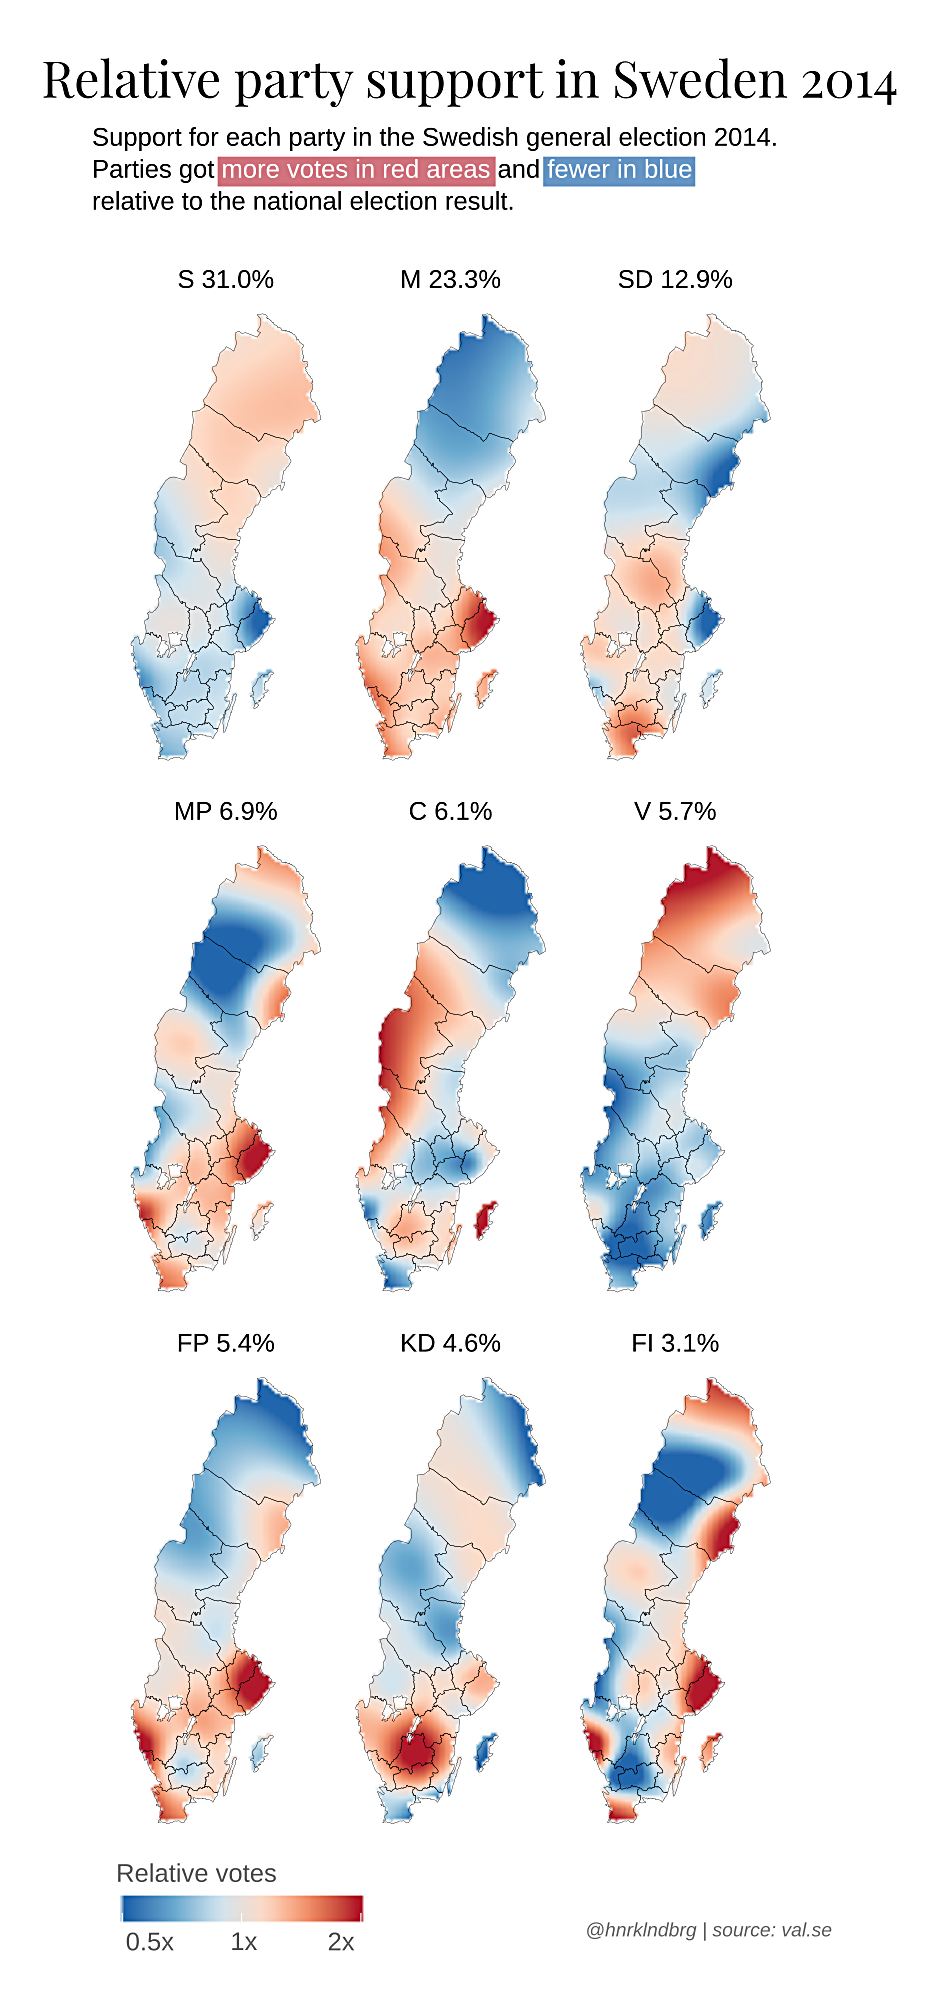 Relative party support in Sweden 2014
Support for each party in the Swedish general election 2014.
Parties got more votes in red areas and fewer in blue
relative to the national election result.
S 31.0%
M 23.3%
SD 12.9%
MP 6.9%
C 6.1%
V 5.7%
FP 5.4%
KD 4.6%
FI 3.1%
Relative votes
0.5x
1x
2x
@hnrklndbrg | source: val.se